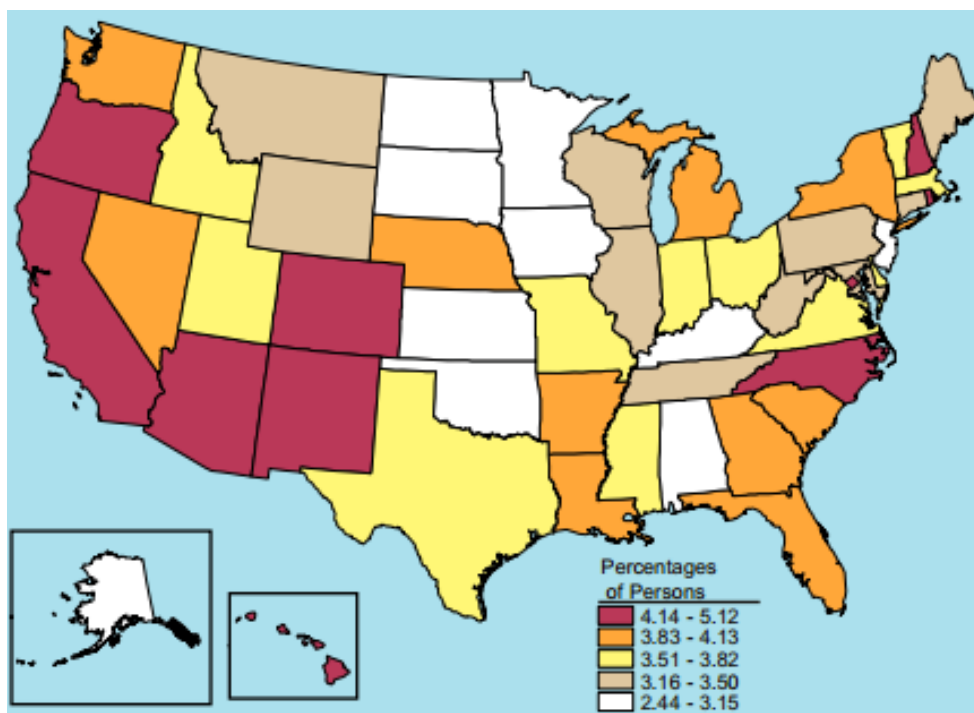 Percentages
of Persons
4.14 - 5.12
3.83 - 4.13
3.51 - 3.82
3.16 - 3.50
2.44 - 3.15